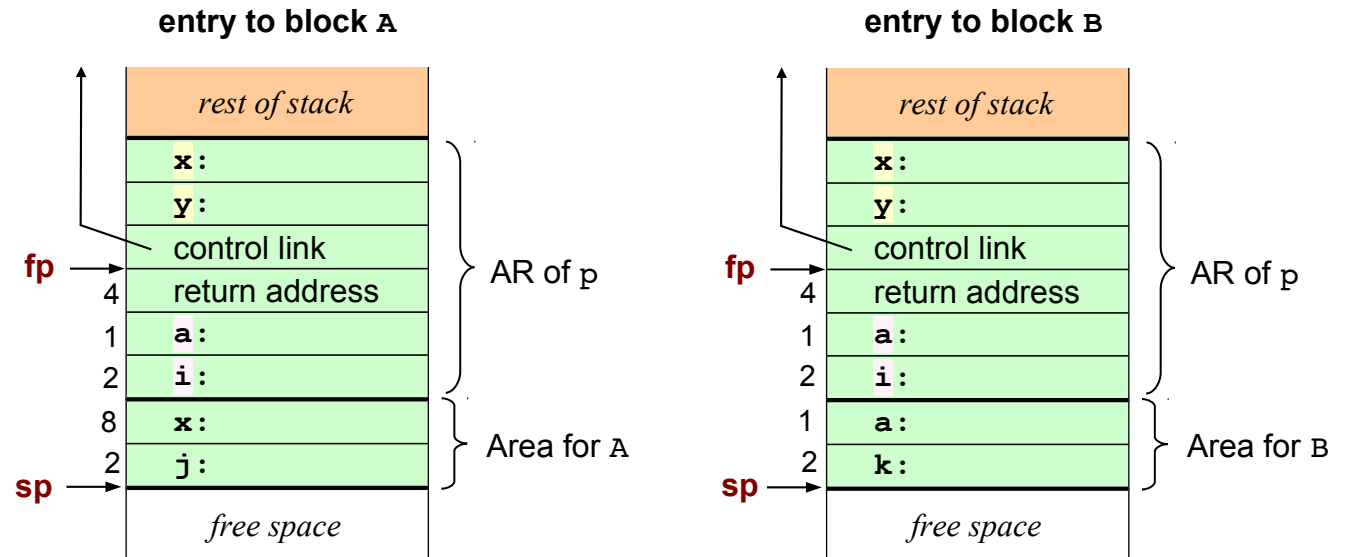 entry to block A
rest of stack
x:
y:
control link
fp
4 return address
1 a:
2 i:
AR of p
8 x:
2 j:
Area for A
sp
free space
entry to block B
rest of stack
x:
y:
control link
fp
4 return address
1 a:
2 i:
AR of p
1 a:
2 k:
Area for B
sp
free space